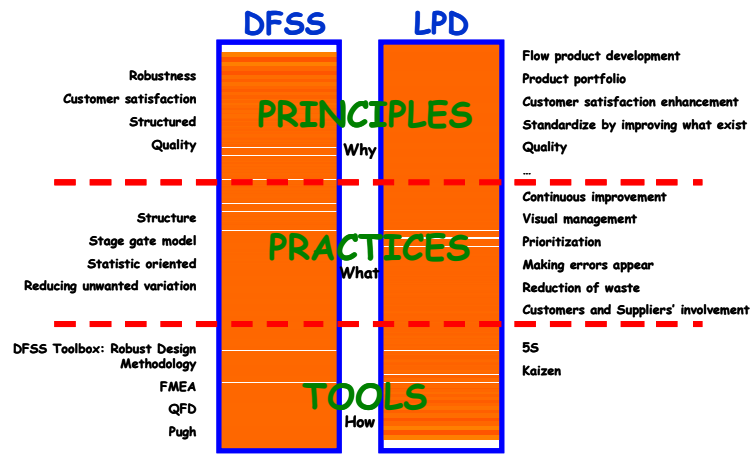 DFSS
LPD
Robustness
Customer satisfaction
Structured
Quality
PRINCIPLES
Why
Flow product development
Product portfolio
Customer satisfaction enhancement
Standardize by improving what exist
Quality
…
Structure
Stage gate model
Statistic oriented
Reducing unwanted variation
PRACTICES
What
Continuous improvement
Visual management
Prioritization
Making errors appear
Reduction of waste
Customers and Suppliers' involvement
DFSS Toolbox: Robust Design
Methodology
FMEA
QFD
Pugh
TOOLS
How
5S
Kaizen